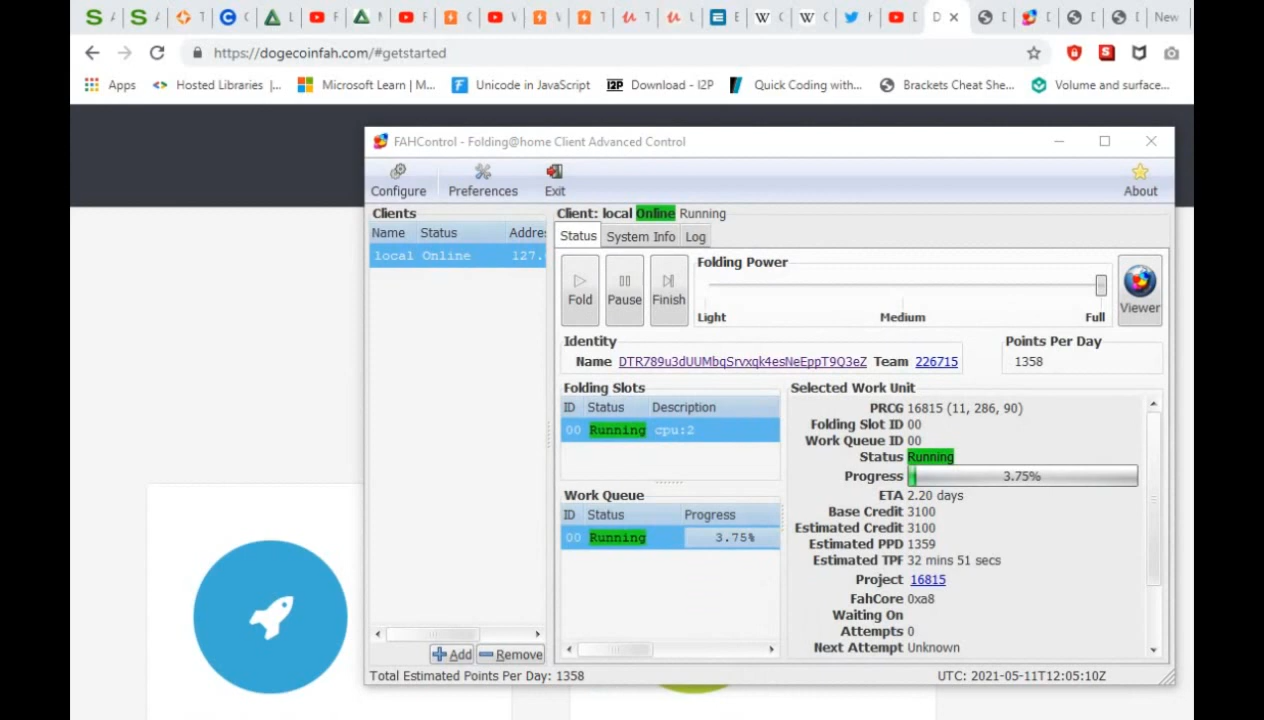 New
https://dogecoinfah.com/#getstarted
Apps Hosted Libraries |... Microsoft Learn | M... Unicode in JavaScript Download - I2P Quick Coding with... Brackets Cheat She... Volume and surface...
FAHControl - Folding@home Client Advanced Control
Configure Preferences Exit About
Clients Client: local Online Running
Name Status Addre
Status System Info Log
local Online 127.
Folding Power
Fold Pause Finish Viewer
Light Medium Full
Identity Points Per Day
Name DTR789u3dUUMbqSrvxqk4esNeEppT9Q3eZ Team 226715 1358
Folding Slots Selected Work Unit
ID Status Description
00 Running cpu:2
PRCG 16815 (11, 286, 90)
Folding Slot ID 00
Work Queue ID 00
Status Running
Progress 3.75%
Work Queue
ID Status Progress
00 Running 3.75%
ETA 2.20 days
Base Credit 3100
Estimated Credit 3100
Estimated PPD 1359
Estimated TPF 32 mins 51 secs
Project 16815
FahCore 0xa8
Waiting On
Attempts 0
Next Attempt Unknown
Add Remove
Total Estimated Points Per Day: 1358 UTC: 2021-05-11T12:05:10Z